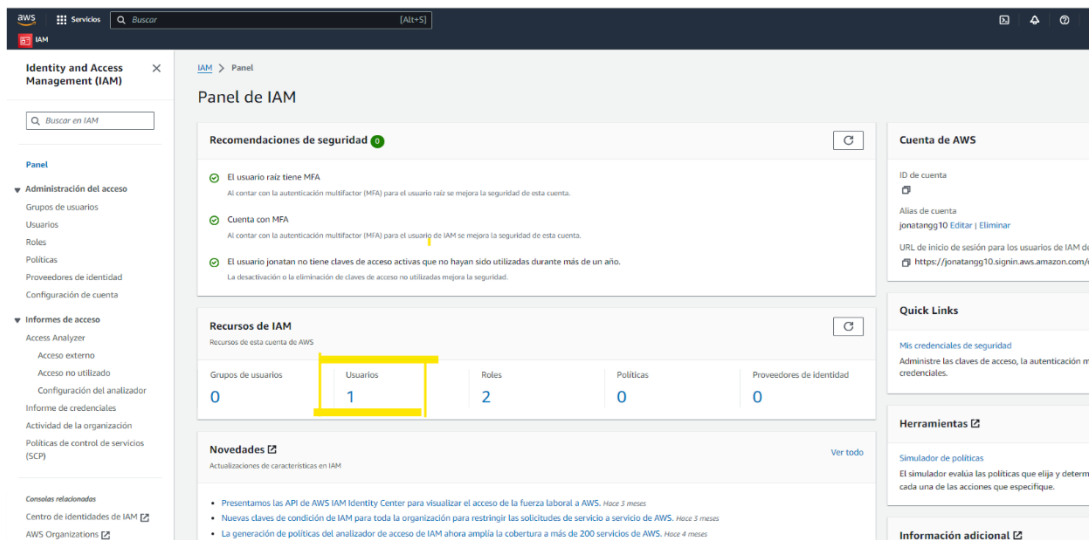 aws
Servicios
Buscar
[Alt+S]
IAM
Identity and Access
Management (IAM)
Buscar en IAM
Panel
Administración del acceso
Grupos de usuarios
Usuarios
Roles
Políticas
Proveedores de identidad
Configuración de cuenta
Informes de acceso
Access Analyzer
Acceso externo
Acceso no utilizado
Configuración del analizador
Informe de credenciales
Actividad de la organización
Políticas de control de servicios
(SCP)
Consolas relacionadas
Centro de identidades de IAM
AWS Organizations
IAM > Panel
Panel de IAM
Recomendaciones de seguridad 0
El usuario raíz tiene MFA
Al contar con la autenticación multifactor (MFA) para el usuario raíz se mejora la seguridad de esta cuenta.
Cuenta con MFA
Al contar con la autenticación multifactor (MFA) para el usuario de IAM se mejora la seguridad de esta cuenta.
El usuario jonatan no tiene claves de acceso activas que no hayan sido utilizadas durante más de un año.
La desactivación o la eliminación de claves de acceso no utilizadas mejora la seguridad.
Recursos de IAM
Recursos de esta cuenta de AWS
Grupos de usuarios
0
Usuarios
1
Roles
2
Políticas
0
Proveedores de identidad
0
Novedades
Ver todo
Actualizaciones de características en IAM
• Presentamos las API de AWS IAM Identity Center para visualizar el acceso de la fuerza laboral a AWS. Hace 3 meses
• Nuevas claves de condición de IAM para toda la organización para restringir las solicitudes de servicio a servicio de AWS. Hace 3 meses
• La generación de políticas del analizador de acceso de IAM ahora amplía la cobertura a más de 200 servicios de AWS. Hace 4 meses
Cuenta de AWS
ID de cuenta
Alias de cuenta
jonatangg10 Editar | Eliminar
URL de inicio de sesión para los usuarios de IAM de
https://jonatangg10.signin.aws.amazon.com/
Quick Links
Mis credenciales de seguridad
Administre las claves de acceso, la autenticación m
credenciales.
Herramientas
Simulador de políticas
El simulador evalúa las políticas que elija y determ
cada una de las acciones que especifique.
Información adicional